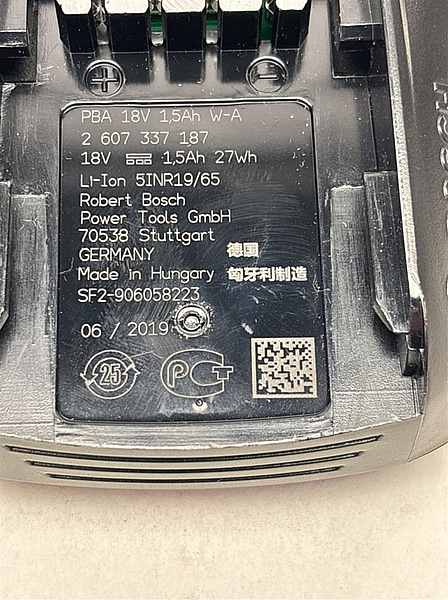 PBA 18V 1,5Ah W-A
2 607 337 187
18V 1,5Ah 27Wh
Li-Ion 5INR19/65
Robert Bosch
Power Tools GmbH
70538 Stuttgart
GERMANY 德国
Made in Hungary 匈牙利制造
SF2-906058223
06 / 2019
25 PCT